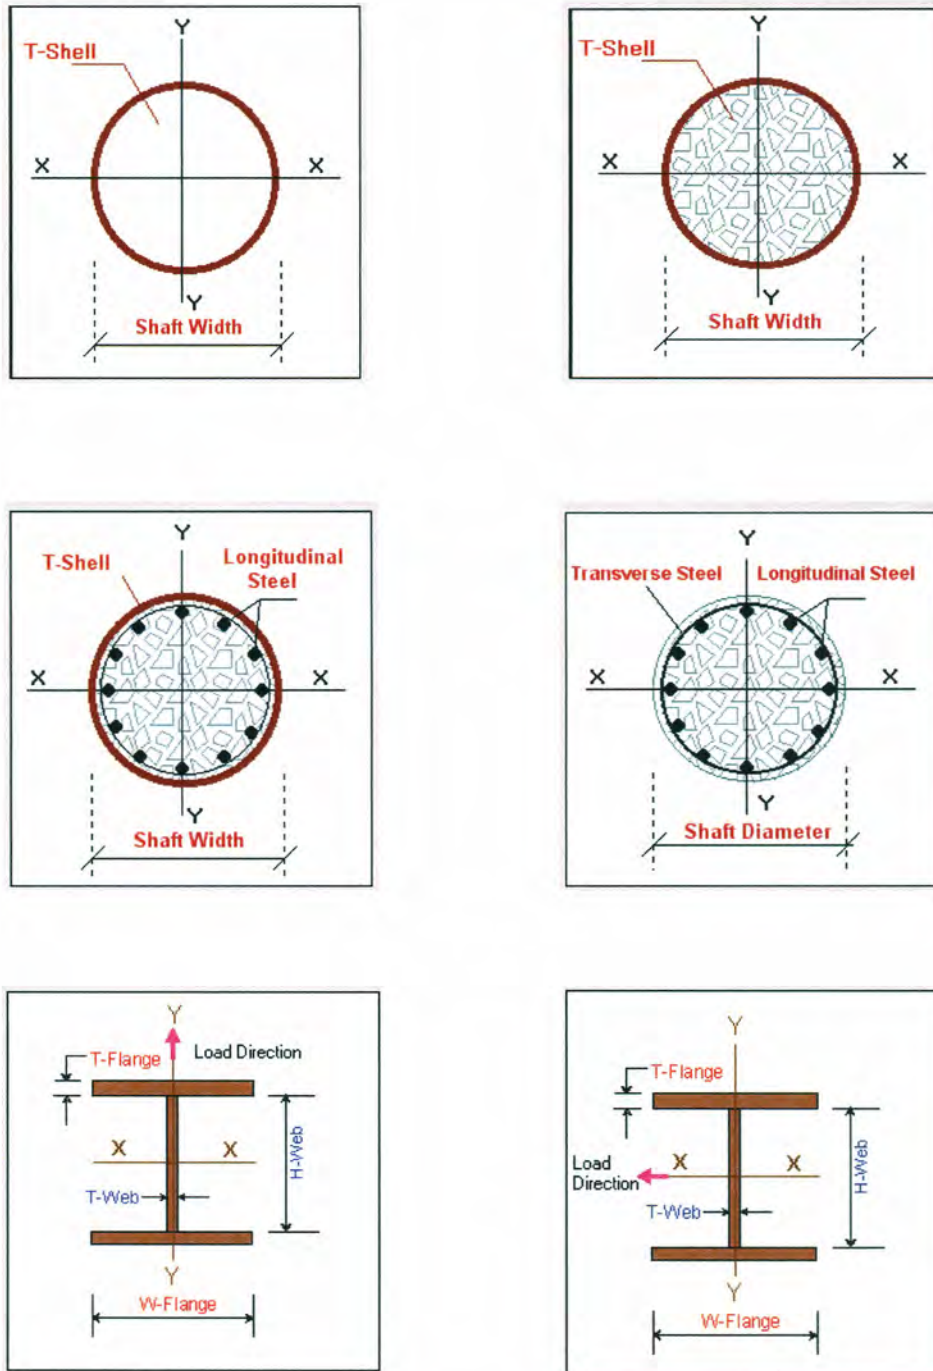 Y
T-Shell
X X
Y
Shaft Width
Y
T-Shell
X X
Y
Shaft Width
Y
T-Shell
Longitudinal
Steel
X X
Y
Shaft Width
Y
Transverse Steel Longitudinal Steel
X X
Y
Shaft Diameter
Y
T-Flange Load Direction
X X
H-Web
T-Web
Y
W-Flange
Y
T-Flange
X X
Load
Direction
H-Web
T-Web
Y
W-Flange